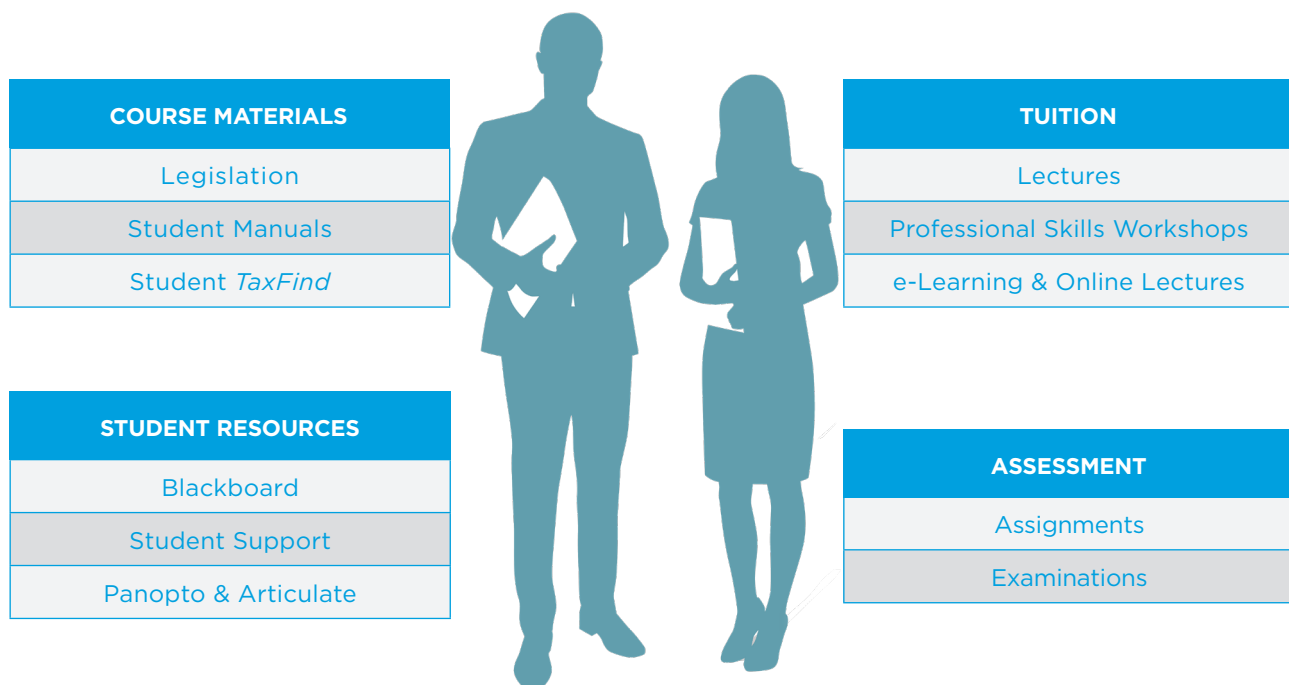 COURSE MATERIALS
Legislation
Student Manuals
Student TaxFind
STUDENT RESOURCES
Blackboard
Student Support
Panopto & Articulate
TUITION
Lectures
Professional Skills Workshops
e-Learning & Online Lectures
ASSESSMENT
Assignments
Examinations